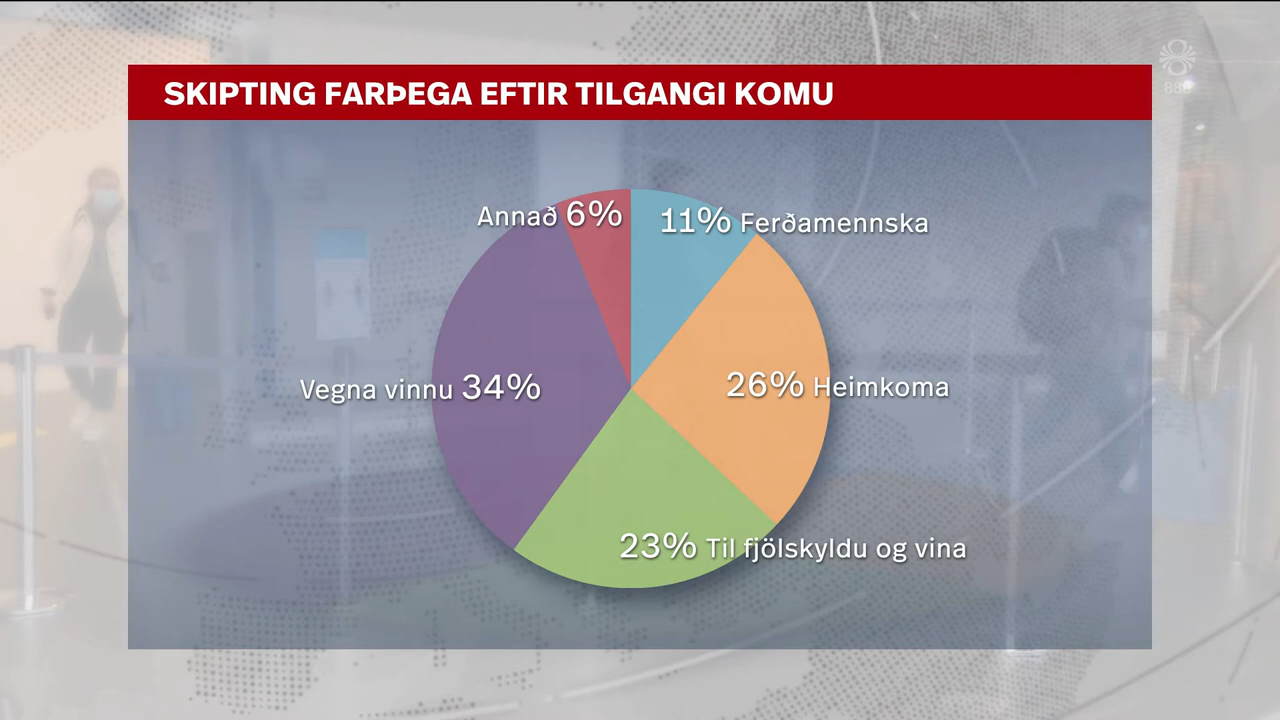 SKIPTING FARÞEGA EFTIR TILGANGI KOMU
Annað 6%
11% Ferðamennska
Vegna vinnu 34%
26% Heimkoma
23% Til fjölskyldu og vina